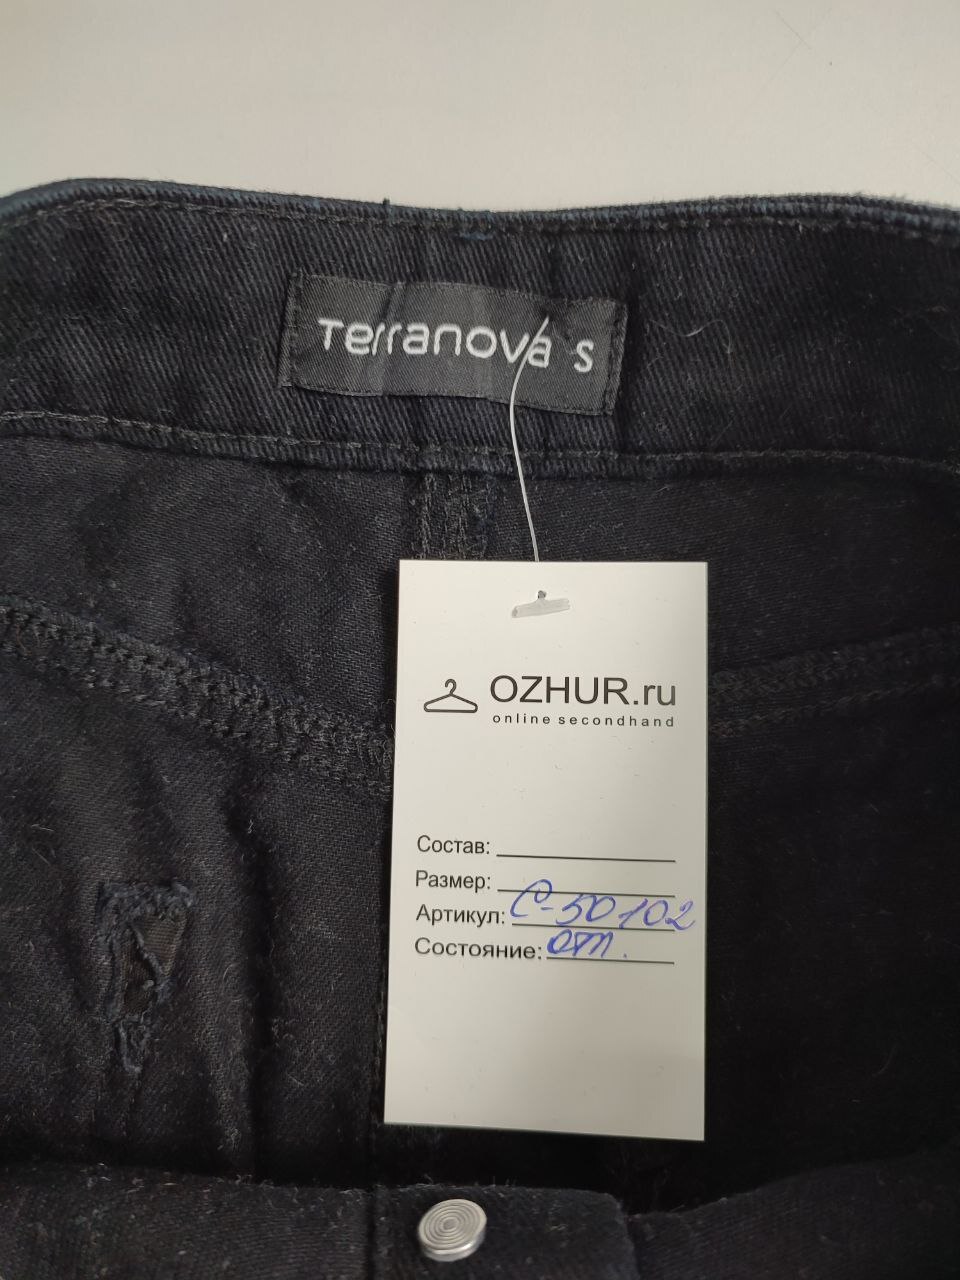 Terranova S
OZHUR.ru
online secondhand
Состав:
Размер:
Артикул: С-50102
Состояние: отл.